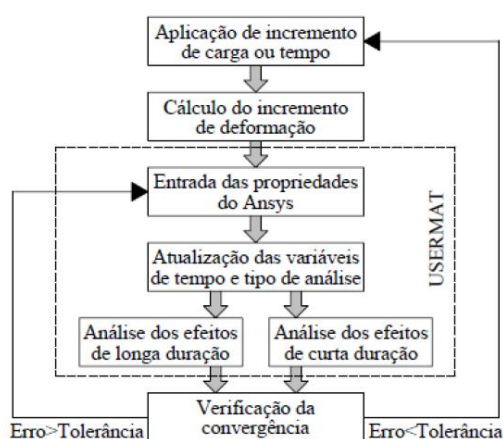 Aplicação de incremento
de carga ou tempo
Cálculo do incremento
de deformação
Entrada das propriedades
do Ansys
USERMAT
Atualização das variáveis
de tempo e tipo de análise
Análise dos efeitos
de longa duração
Análise dos efeitos
de curta duração
Erro>Tolerância
Verificação da
convergência
Erro<Tolerância